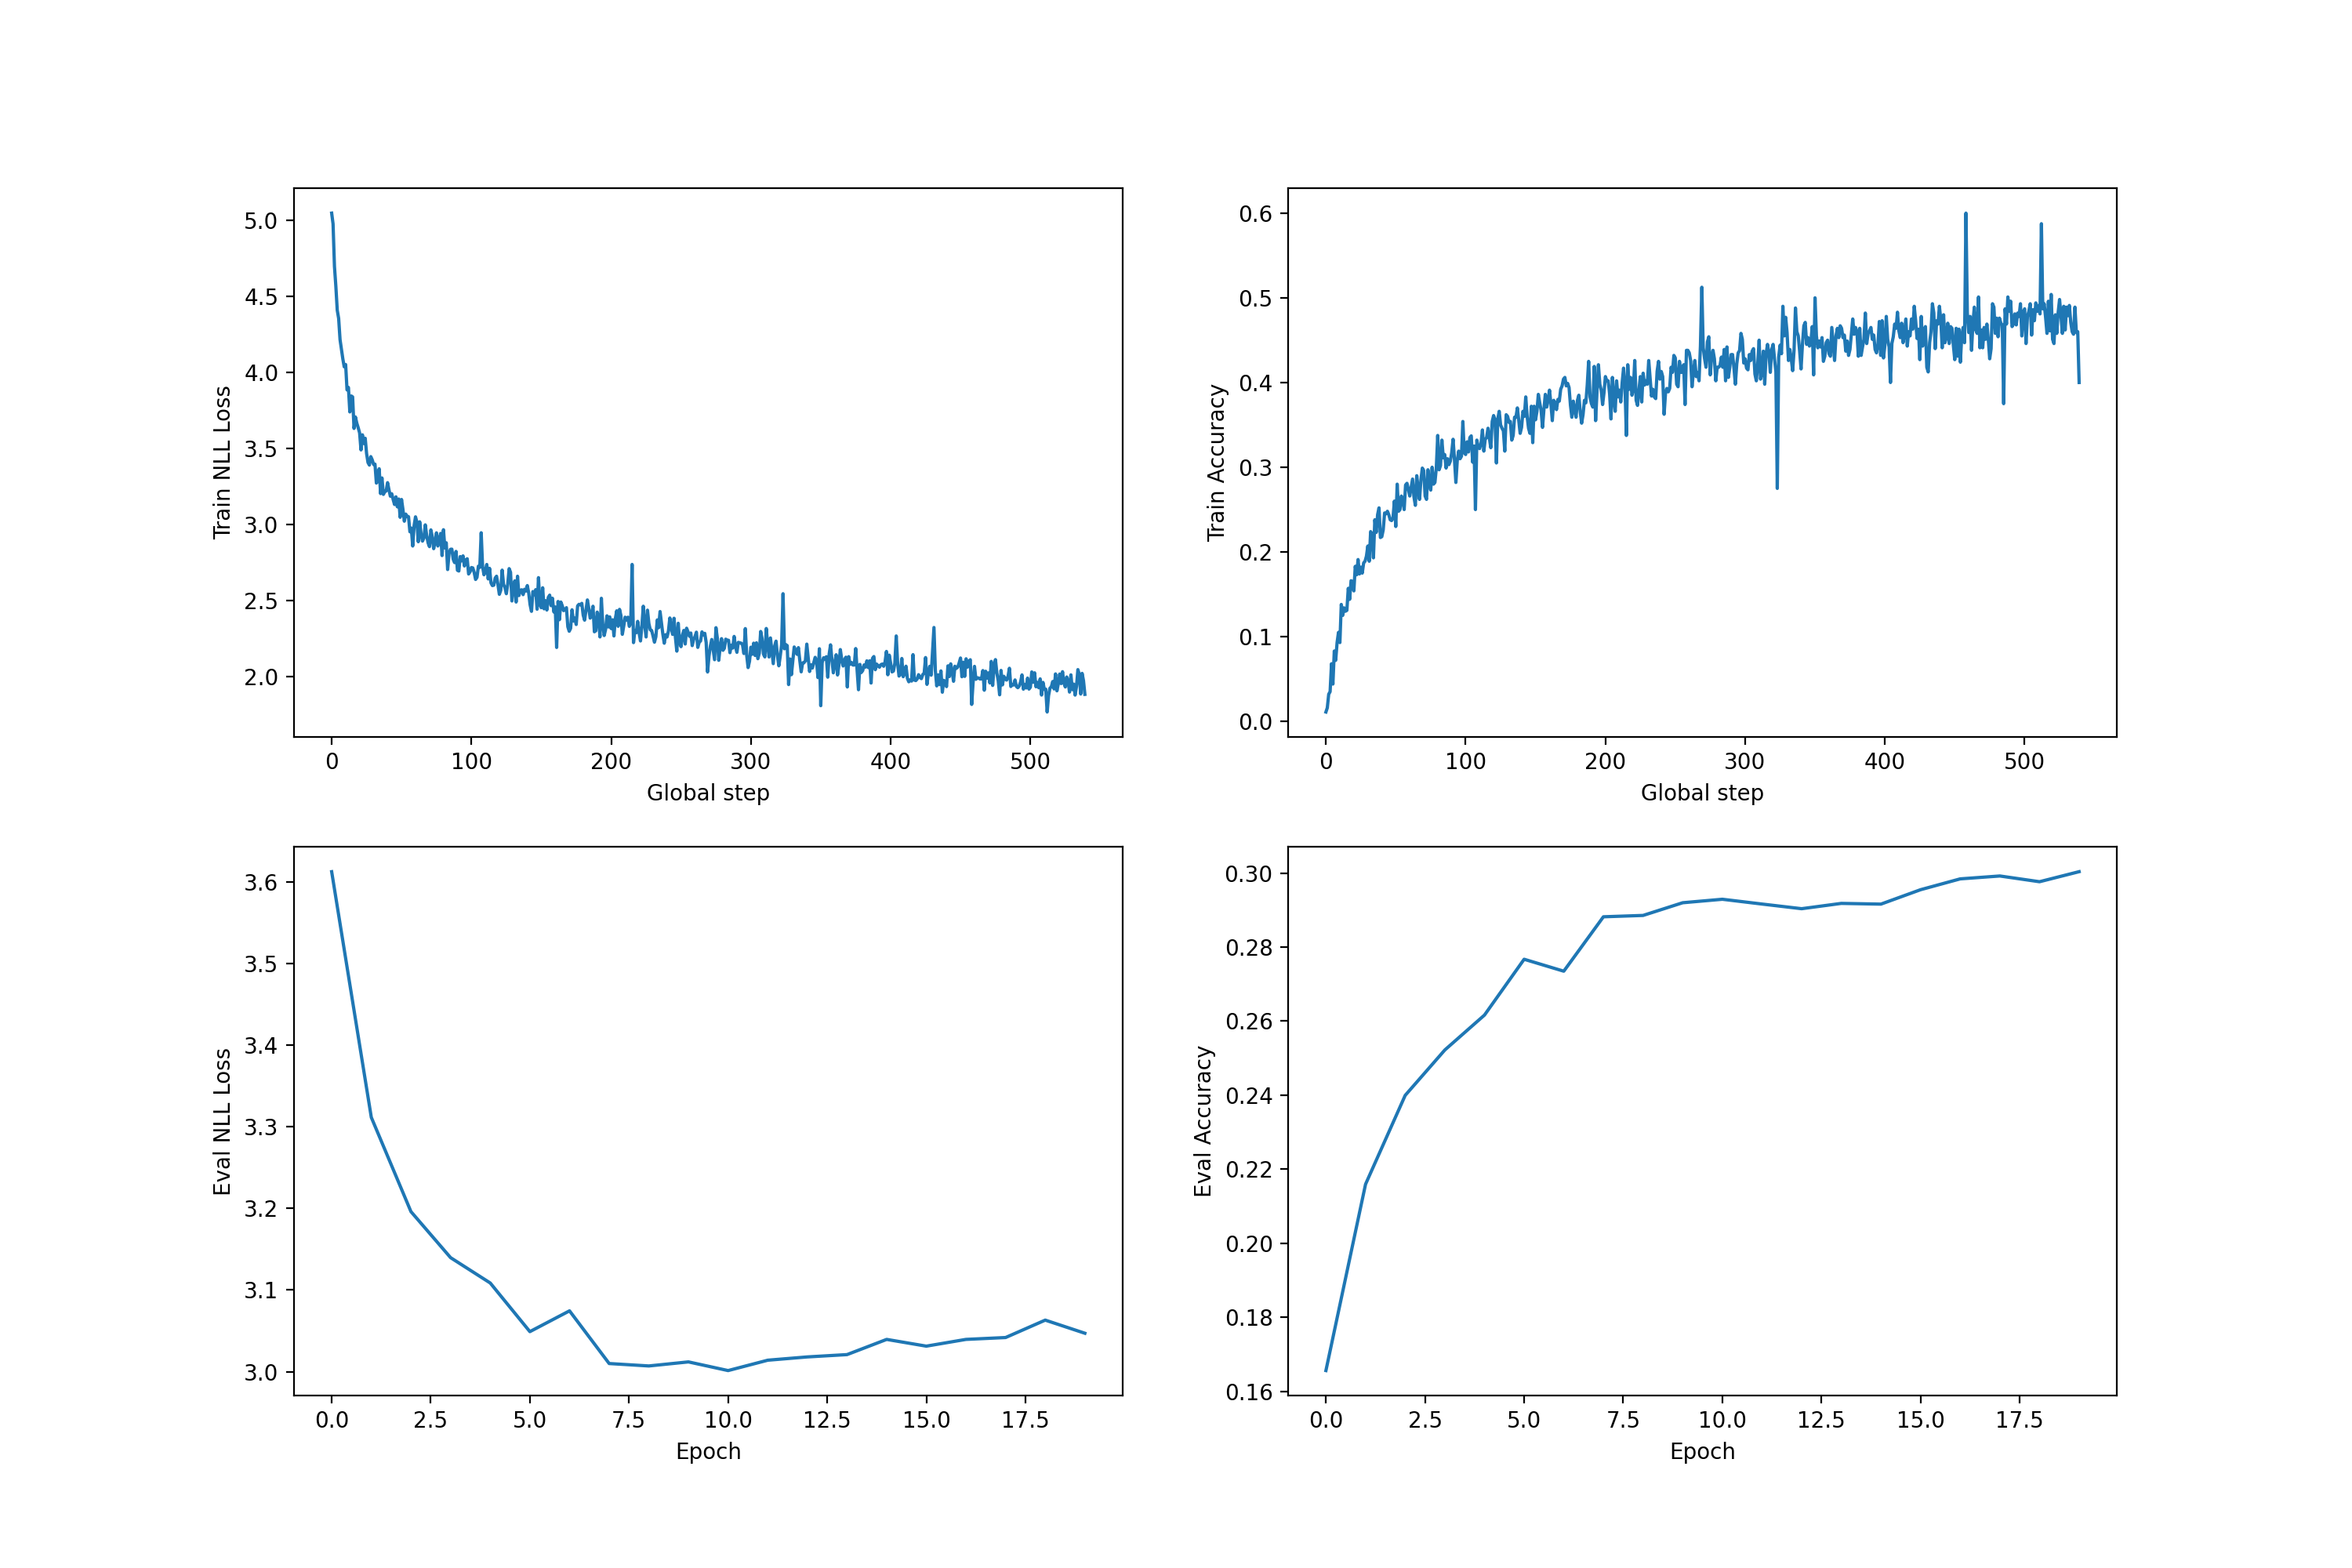 5.0
4.5
4.0
3.5
3.0
2.5
2.0
Train NLL Loss
0 100 200 300 400 500
Global step
0.6
0.5
0.4
0.3
0.2
0.1
0.0
Train Accuracy
0 100 200 300 400 500
Global step
3.6
3.5
3.4
3.3
3.2
3.1
3.0
Eval NLL Loss
0.0 2.5 5.0 7.5 10.0 12.5 15.0 17.5
Epoch
0.30
0.28
0.26
0.24
0.22
0.20
0.18
0.16
Eval Accuracy
0.0 2.5 5.0 7.5 10.0 12.5 15.0 17.5
Epoch